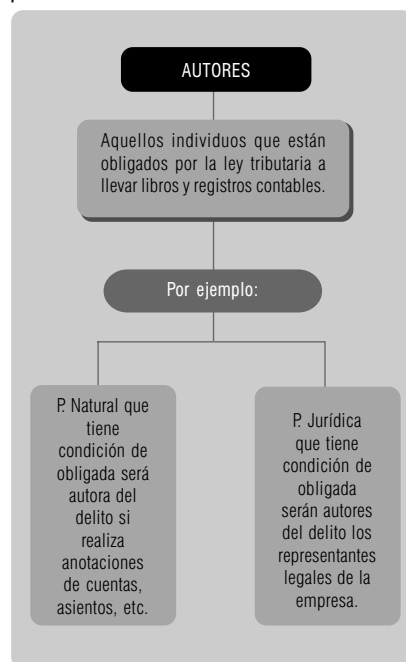 AUTORES
Aquellos individuos que están
obligados por la ley tributaria a
llevar libros y registros contables.
Por ejemplo:
P. Natural que
tiene
condición de
obligada será
autora del
delito si
realiza
anotaciones
de cuentas,
asientos, etc.
P. Jurídica
que tiene
condición de
obligada
serán autores
del delito los
representantes
legales de la
empresa.